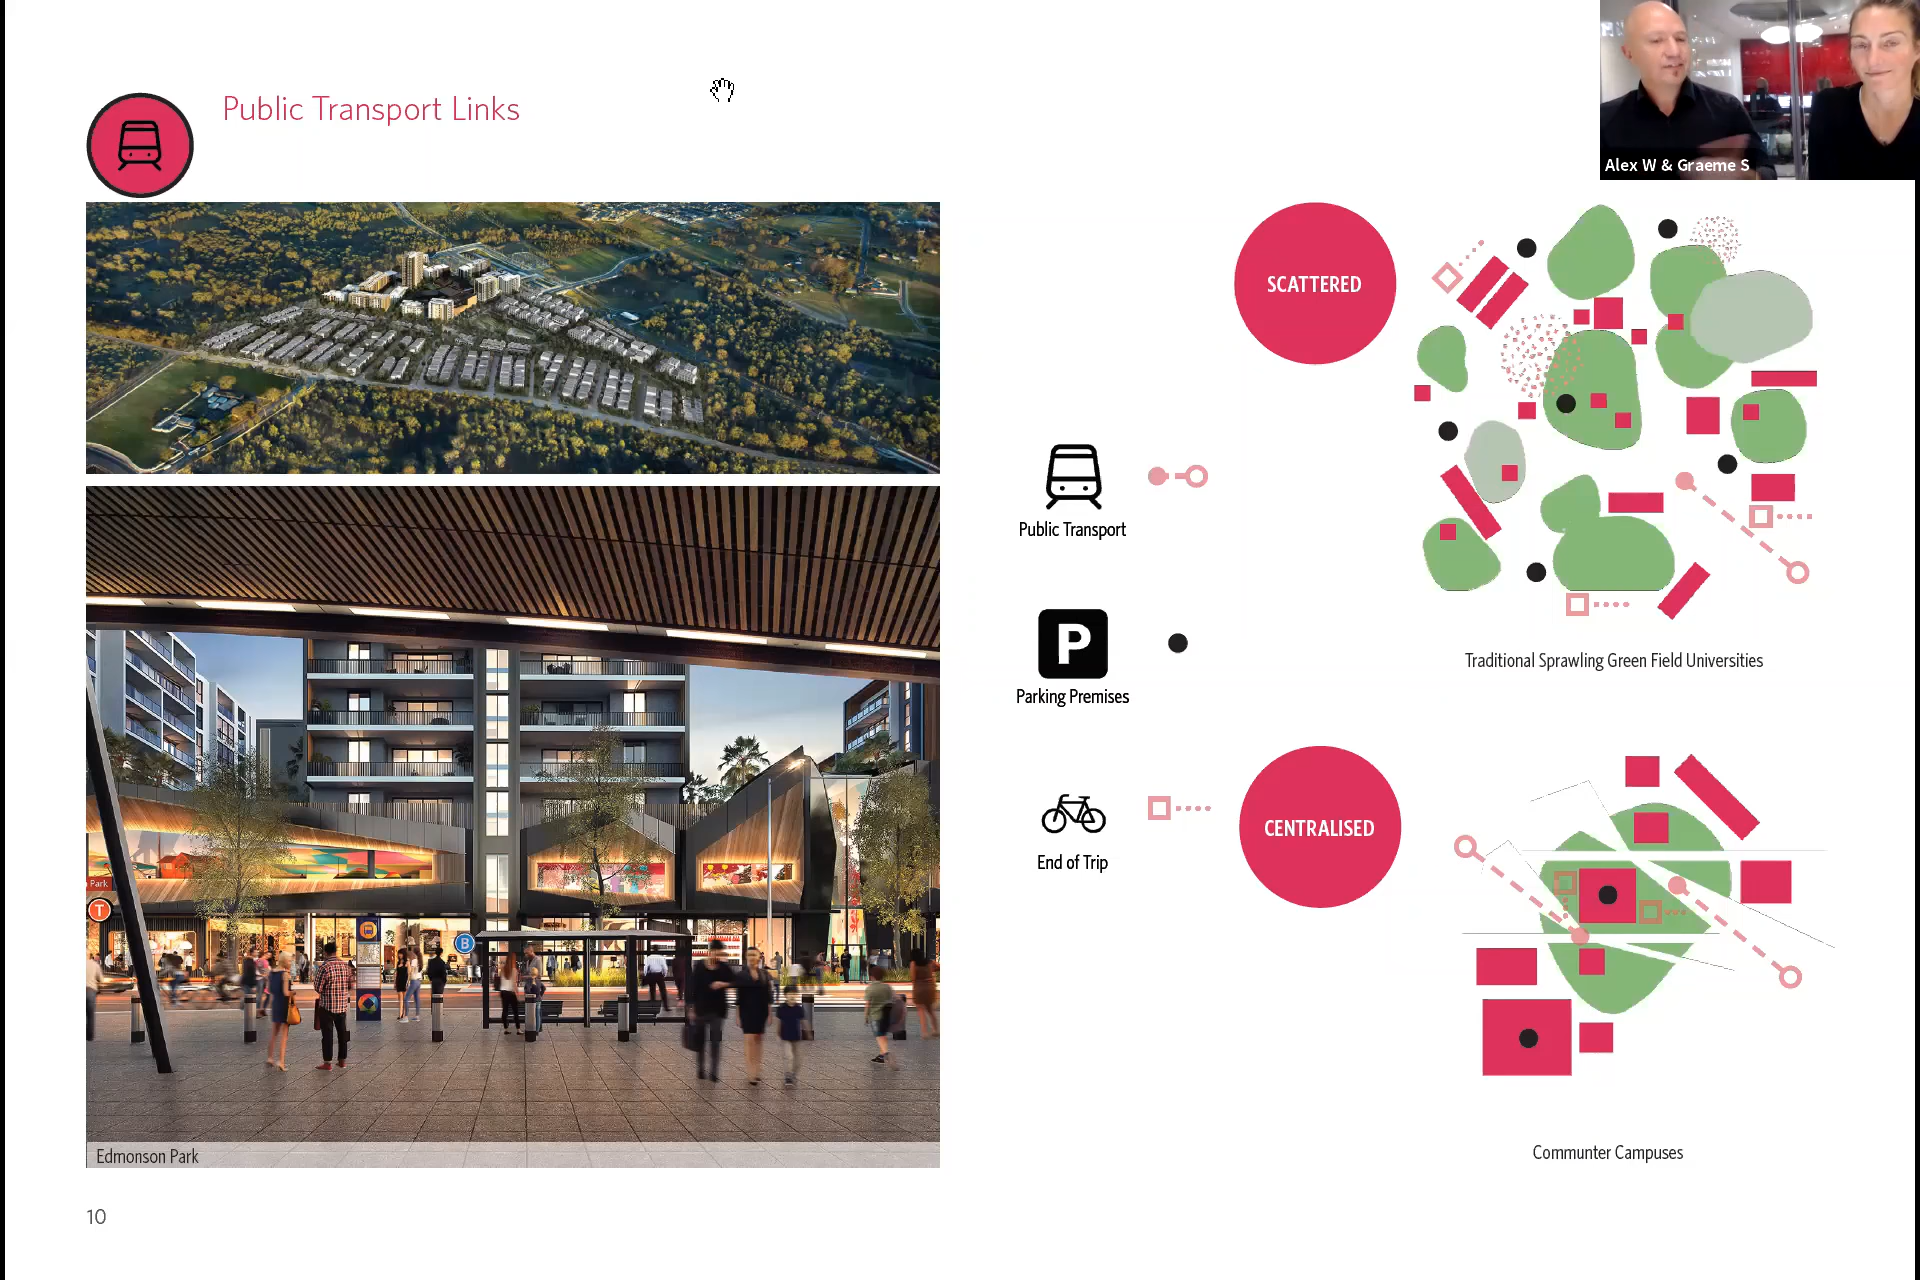 Public Transport Links
Alex W & Graeme S
SCATTERED
Public Transport
Traditional Sprawling Green Field Universities
P
Parking Premises
CENTRALISED
End of Trip
Park
T
B
Edmonson Park
Communter Campuses
10